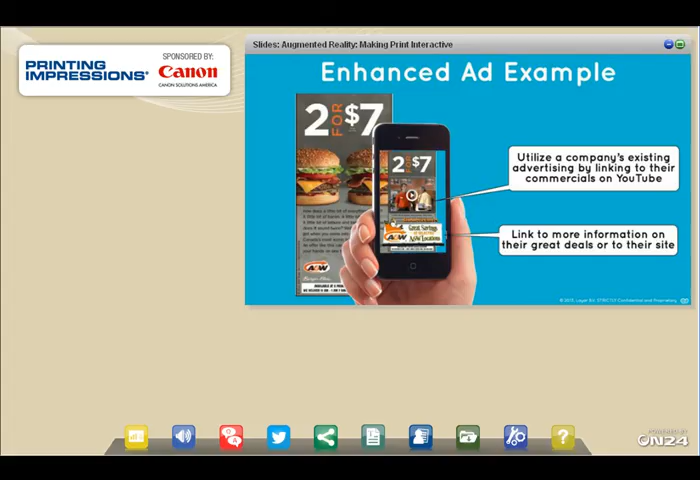 Slides: Augmented Reality: Making Print Interactive
PRINTING
IMPRESSIONS®
SPONSORED BY:
Canon
CANON SOLUTIONS AMERICA
Enhanced Ad Example
2 FOR $7
2 FOR $7
Utilize a company's existing
advertising by linking to their
commercials on YouTube
Great Savings
A&W Locations
A&W
Link to more information on
their great deals or to their site
A&W
Q
A
?
POWERED BY
ON24